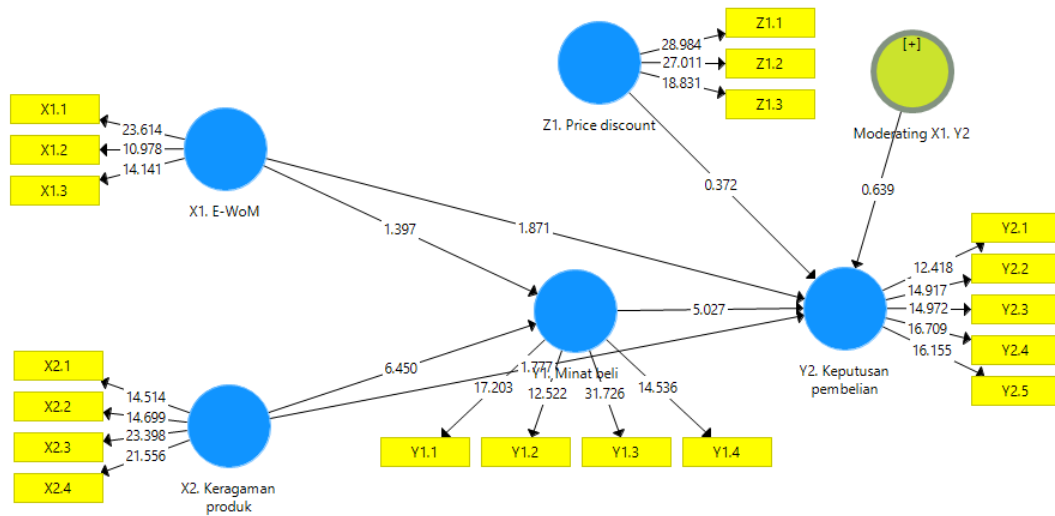 Z1.1
28.984
Z1.2
27.011
Z1.3
18.831
Z1. Price discount
[+]
Moderating X1. Y2
X1.1
23.614
X1.2
10.978
X1.3
14.141
X1. E-WoM
0.372
0.639
1.397
1.871
Y2.1
12.418
Y2.2
14.917
Y2.3
14.972
Y2.4
16.709
Y2.5
16.155
Y2. Keputusan
pembelian
5.027
6.450
1.777
Y1. Minat beli
17.203
12.522
31.726
14.536
Y1.1
Y1.2
Y1.3
Y1.4
X2.1
14.514
X2.2
14.699
X2.3
23.398
X2.4
21.556
X2. Keragaman
produk